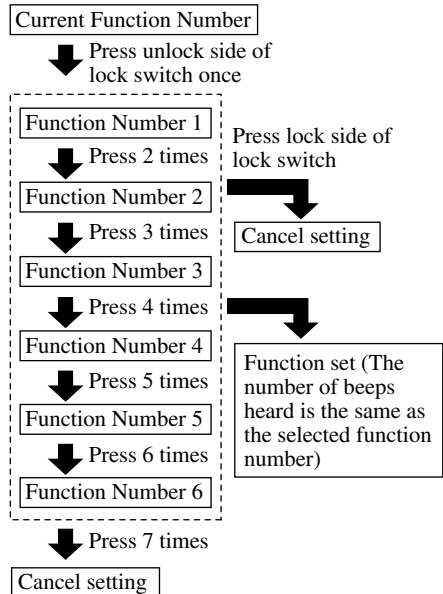 Current Function Number
Press unlock side of
lock switch once
Function Number 1
Press 2 times
Function Number 2
Press 3 times
Function Number 3
Press 4 times
Function Number 4
Press 5 times
Function Number 5
Press 6 times
Function Number 6
Press 7 times
Cancel setting
Press lock side of
lock switch
Cancel setting
Function set (The
number of beeps
heard is the same as
the selected function
number)